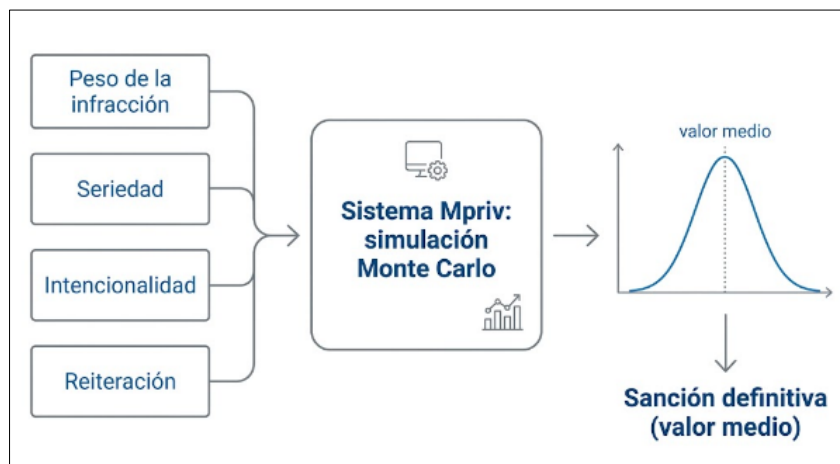 Peso de la
infracción
Seriedad
Intencionalidad
Reiteración
Sistema Mpriv:
simulación
Monte Carlo
valor medio
Sanción definitiva
(valor medio)